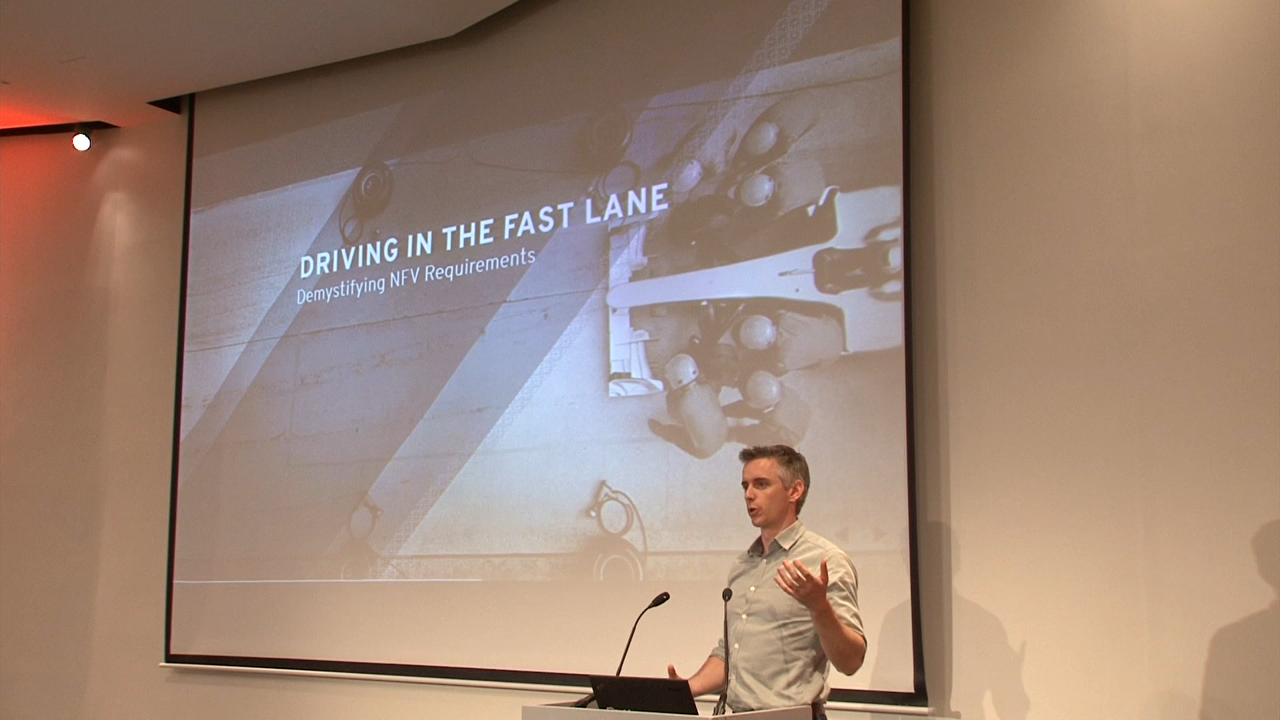 DRIVING IN THE FAST LANE
Demystifying NFV Requirements